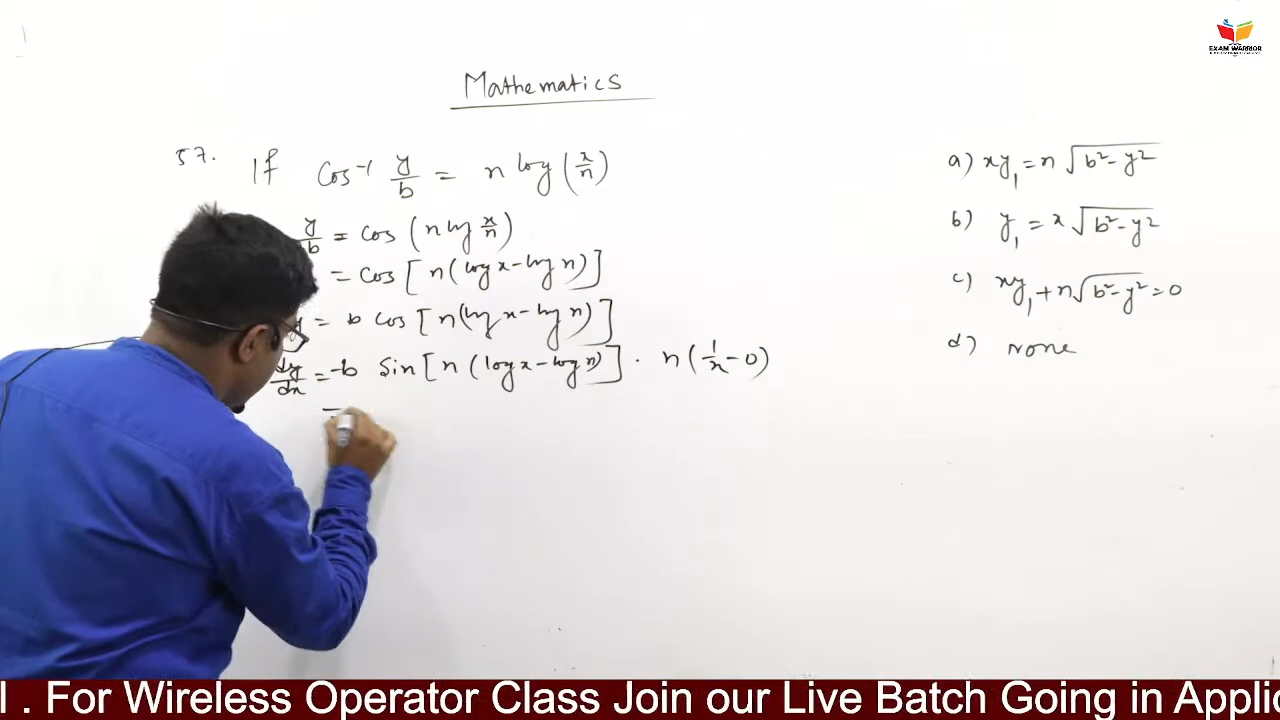 EXAM WARRIOR
Mathematics
57. If cos⁻¹ y/b = n log (x/n)
y/b = cos (n log x/n)
= cos [n(log x - log n)]
y = b cos [n(log x - log n)]
dy/dx = -b sin [n (log x - log n)] . n (1/x - 0)
a) xy₁ = n √(b² - y²)
b) y₁ = x √(b² - y²)
c) xy₁ + n √(b² - y²) = 0
d) None
. For Wireless Operator Class Join our Live Batch Going in